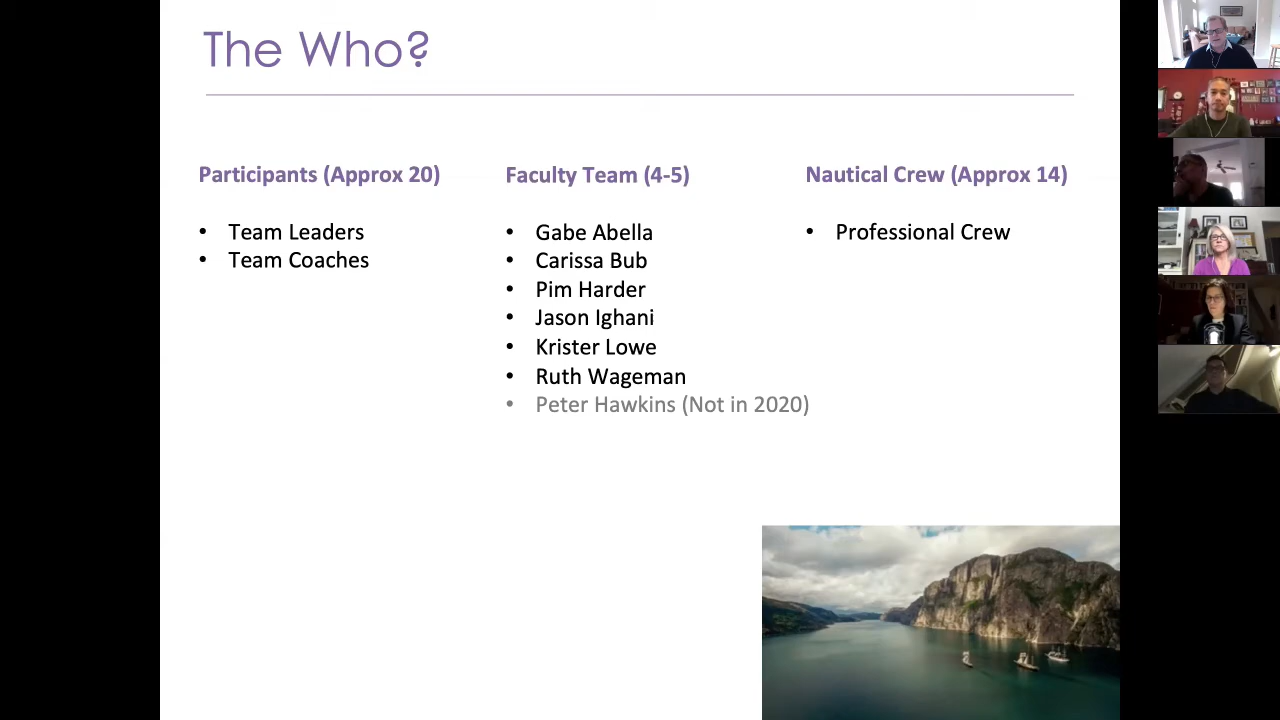 The Who?
Participants (Approx 20)
• Team Leaders
• Team Coaches
Faculty Team (4-5)
• Gabe Abella
• Carissa Bub
• Pim Harder
• Jason Ighani
• Krister Lowe
• Ruth Wageman
• Peter Hawkins (Not in 2020)
Nautical Crew (Approx 14)
• Professional Crew